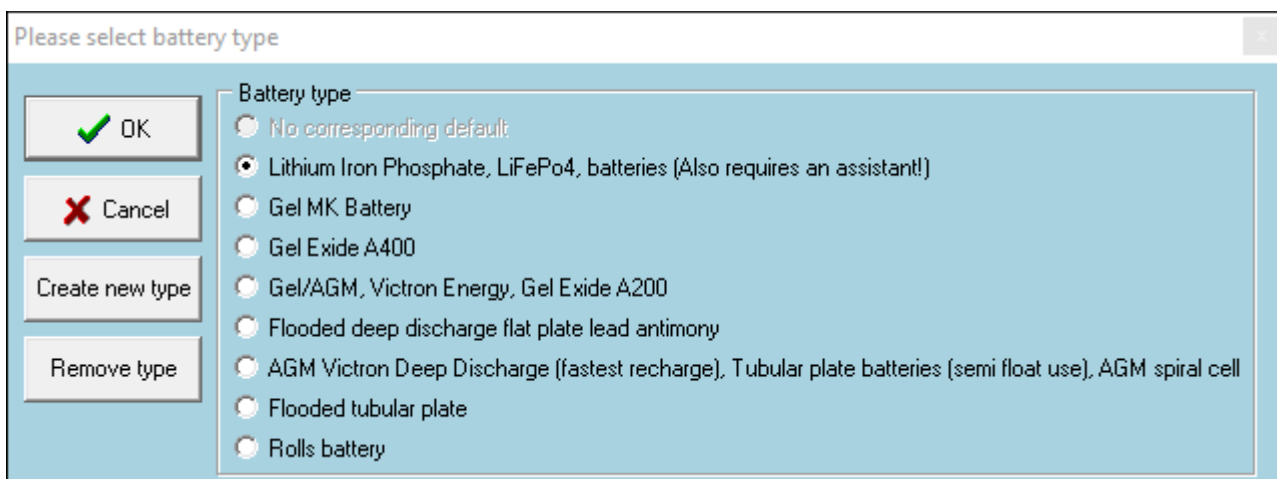 Please select battery type
x
OK
Cancel
Create new type
Remove type
Battery type
No corresponding default
Lithium Iron Phosphate, LiFePo4, batteries (Also requires an assistant!)
Gel MK Battery
Gel Exide A400
Gel/AGM, Victron Energy, Gel Exide A200
Flooded deep discharge flat plate lead antimony
AGM Victron Deep Discharge (fastest recharge), Tubular plate batteries (semi float use), AGM spiral cell
Flooded tubular plate
Rolls battery